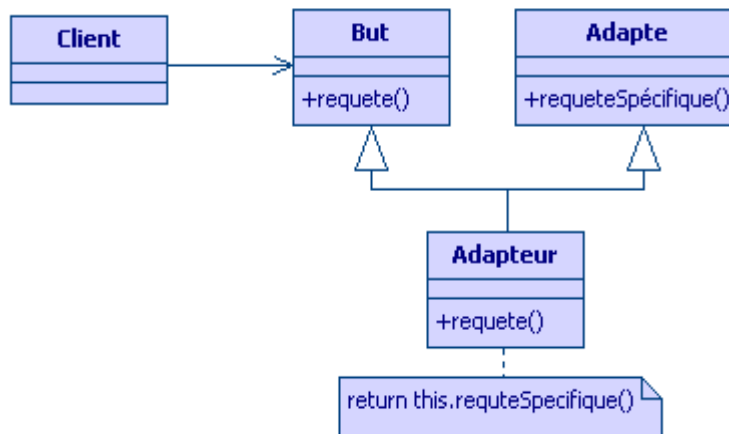 Client
But
+requete()
Adapte
+requeteSpécifique()
Adapteur
+requete()
return this.requteSpecifique()